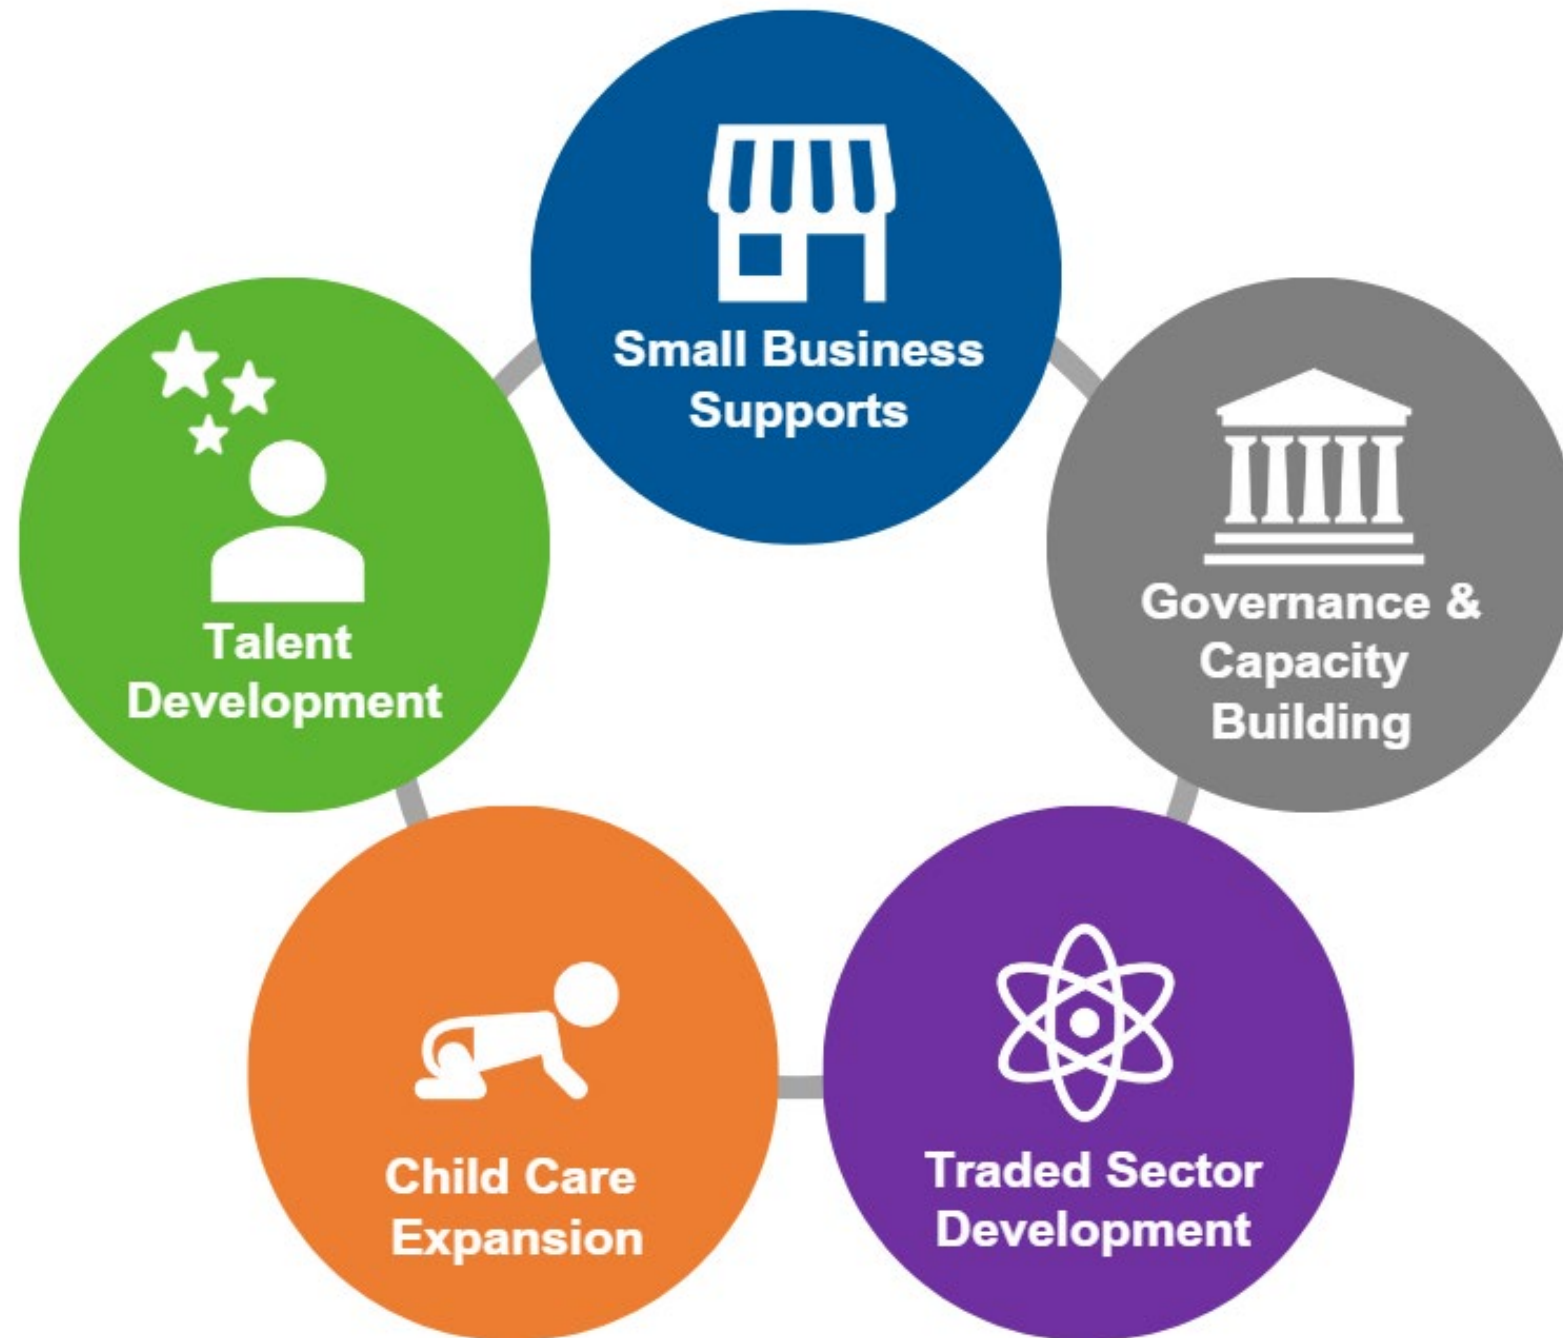 Small Business
Supports
Governance &
Capacity
Building
Traded Sector
Development
Child Care
Expansion
Talent
Development